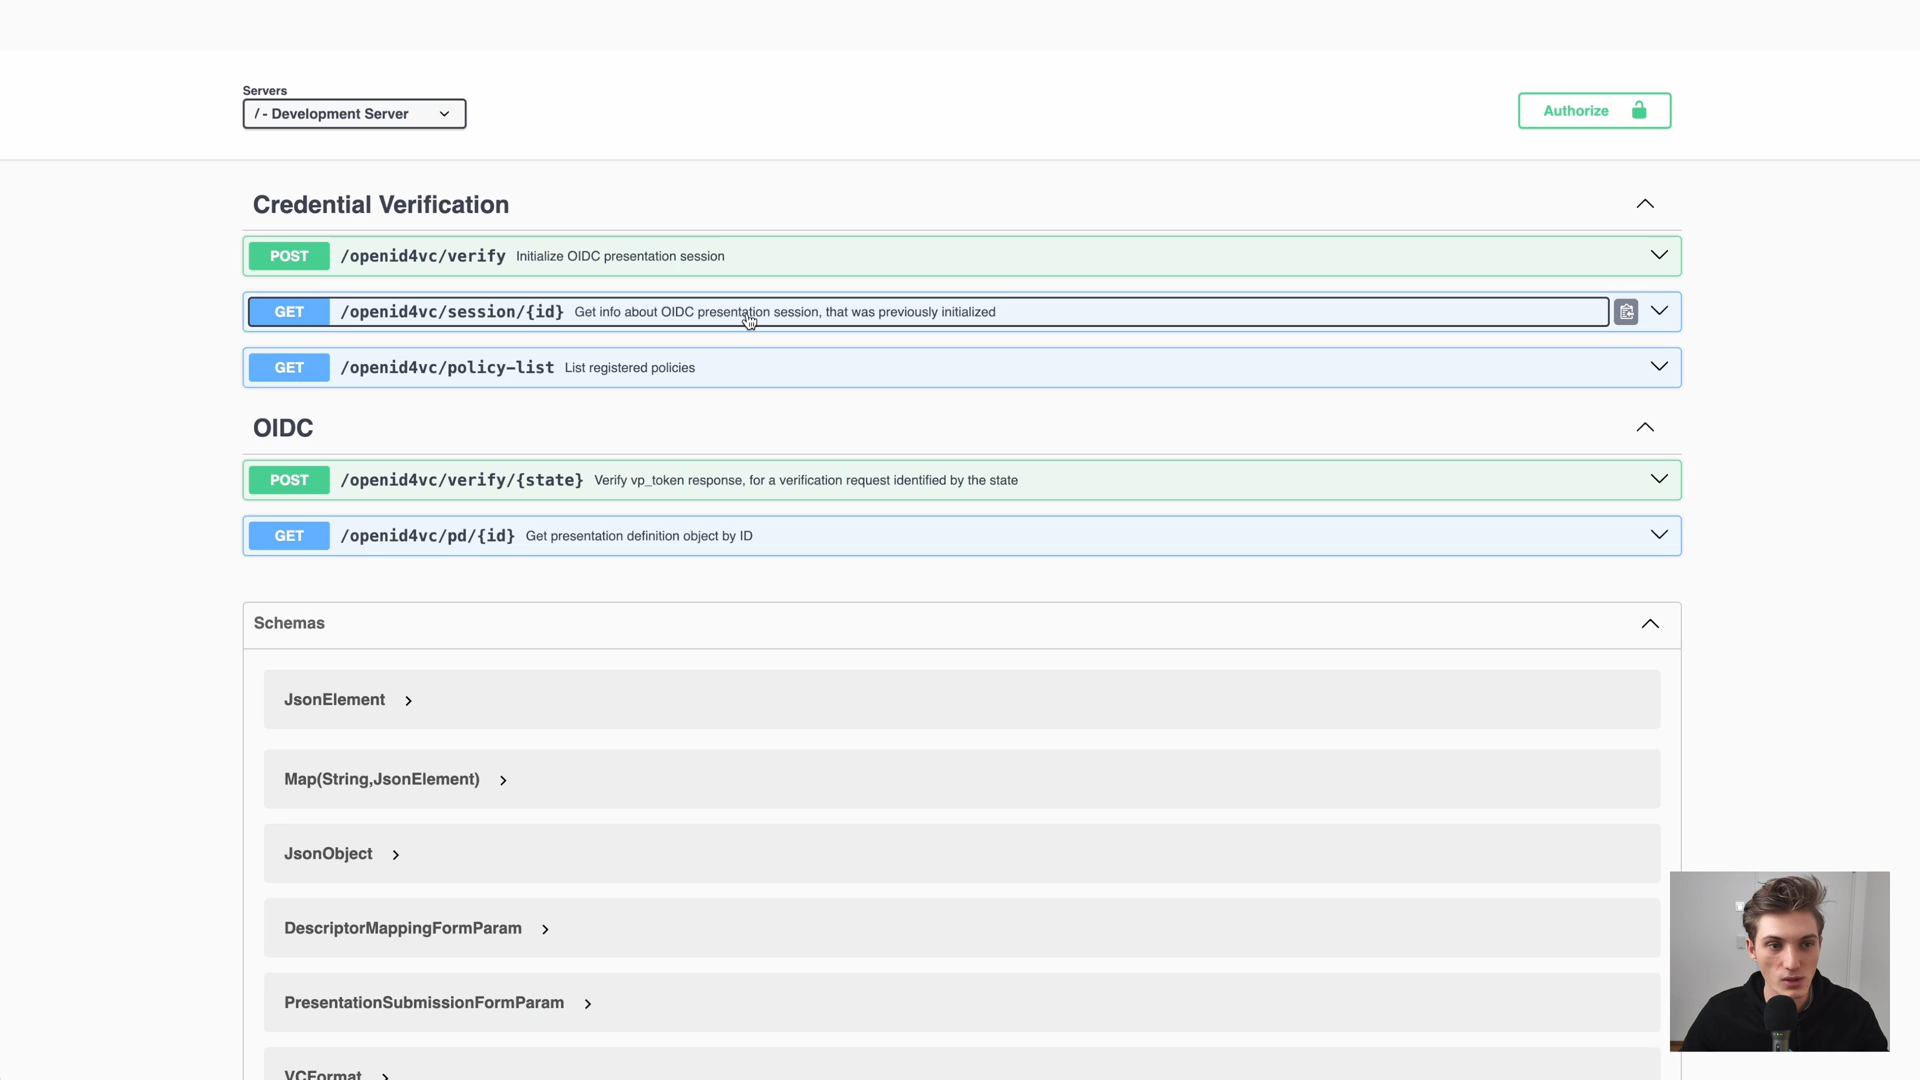 Servers
/ - Development Server
Authorize
Credential Verification
POST /openid4vc/verify Initialize OIDC presentation session
GET /openid4vc/session/{id} Get info about OIDC presentation session, that was previously initialized
GET /openid4vc/policy-list List registered policies
OIDC
POST /openid4vc/verify/{state} Verify vp_token response, for a verification request identified by the state
GET /openid4vc/pd/{id} Get presentation definition object by ID
Schemas
JsonElement
Map(String,JsonElement)
JsonObject
DescriptorMappingFormParam
PresentationSubmissionFormParam
VCFormat